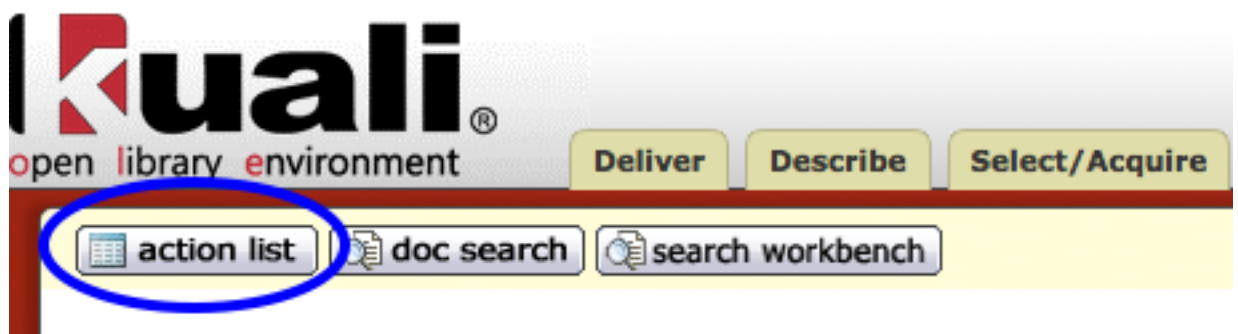 kuali®
open library environment
Deliver Describe Select/Acquire
action list doc search search workbench